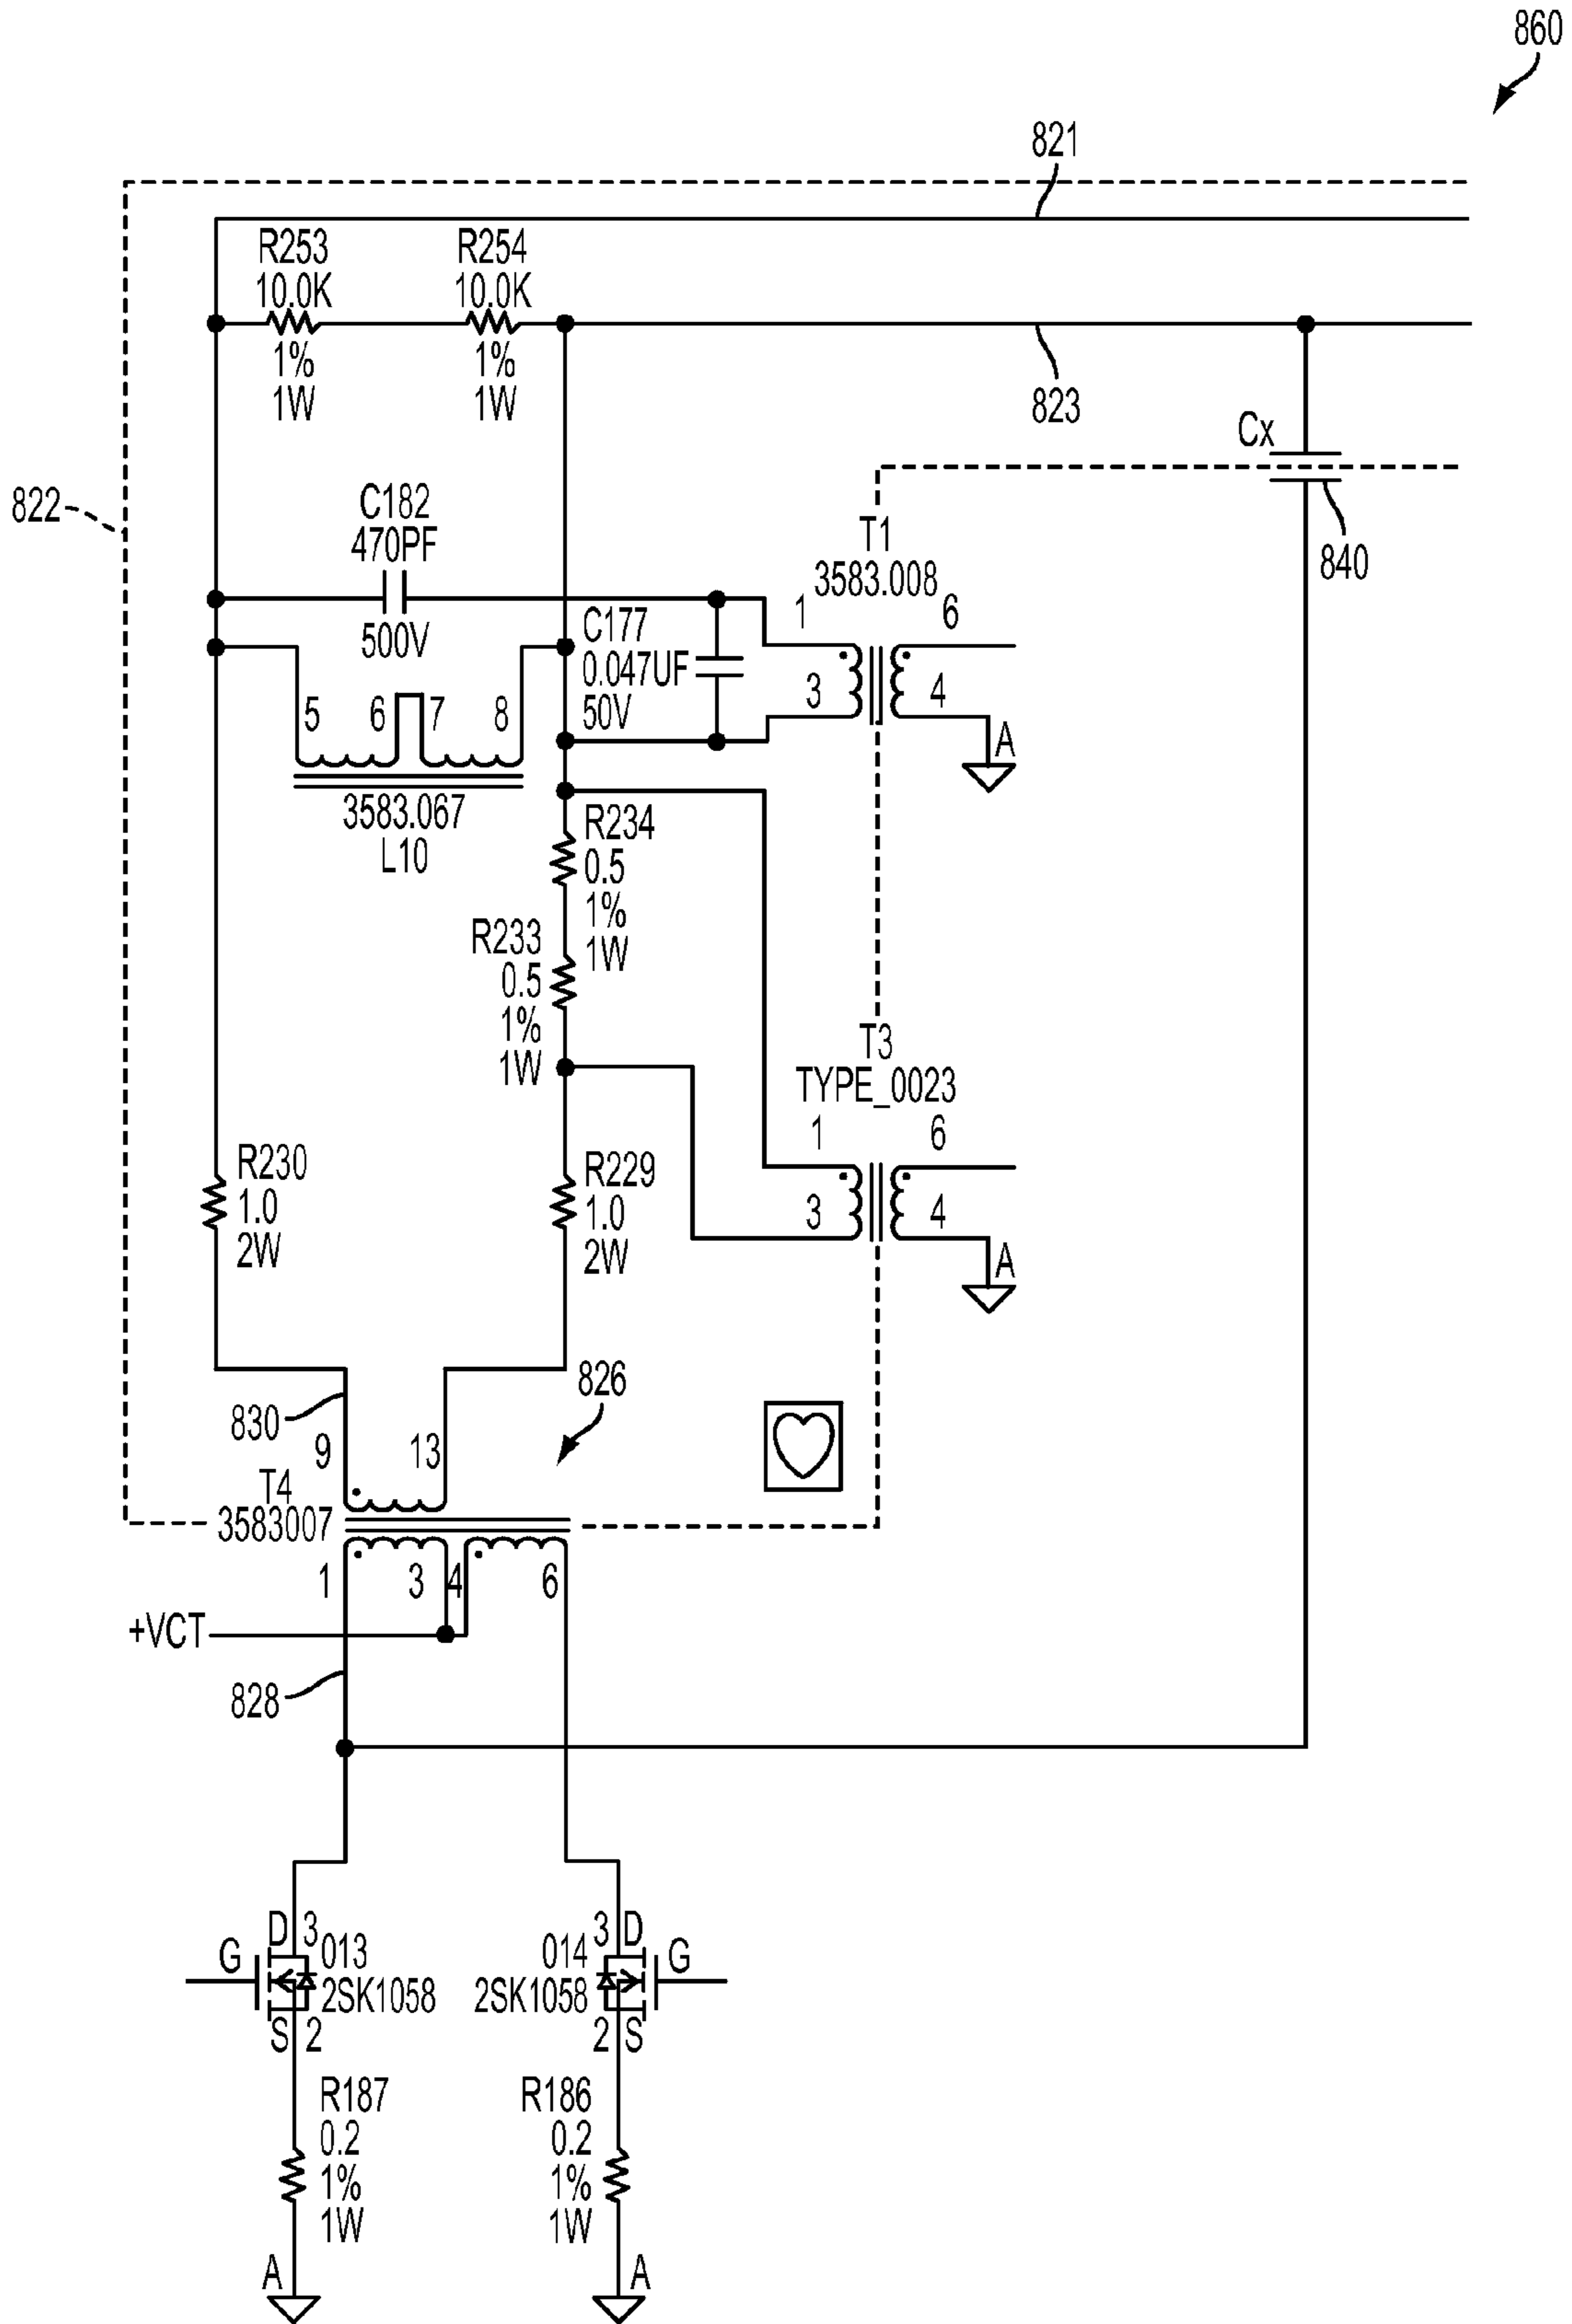 860
821
R253
10.0K
1%
1W
R254
10.0K
1%
1W
823
Cx
840
822
C182
470PF
500V
T1
3583.008
1
6
3
4
C177
0.047UF
50V
A
5
6
7
8
3583.067
L10
R234
0.5
1%
1W
R233
0.5
1%
1W
T3
TYPE_0023
1
6
3
4
A
R230
1.0
2W
R229
1.0
2W
826
830
9
13
T4
3583007
1
3
4
6
+VCT
828
D
3
G
013
2SK1058
S
2
3
D
014
2SK1058
G
2
S
R187
0.2
1%
1W
R186
0.2
1%
1W
A
A